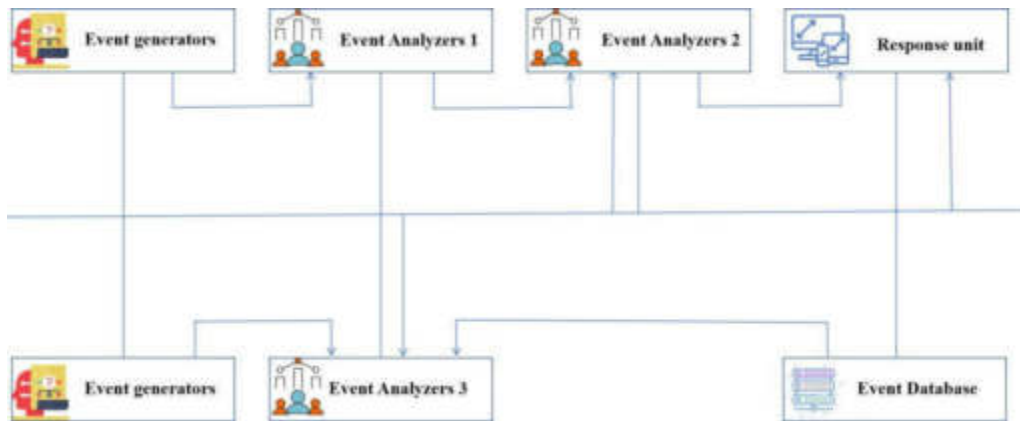 Event generators
Event Analyzers 1
Event Analyzers 2
Response unit
Event generators
Event Analyzers 3
Event Database